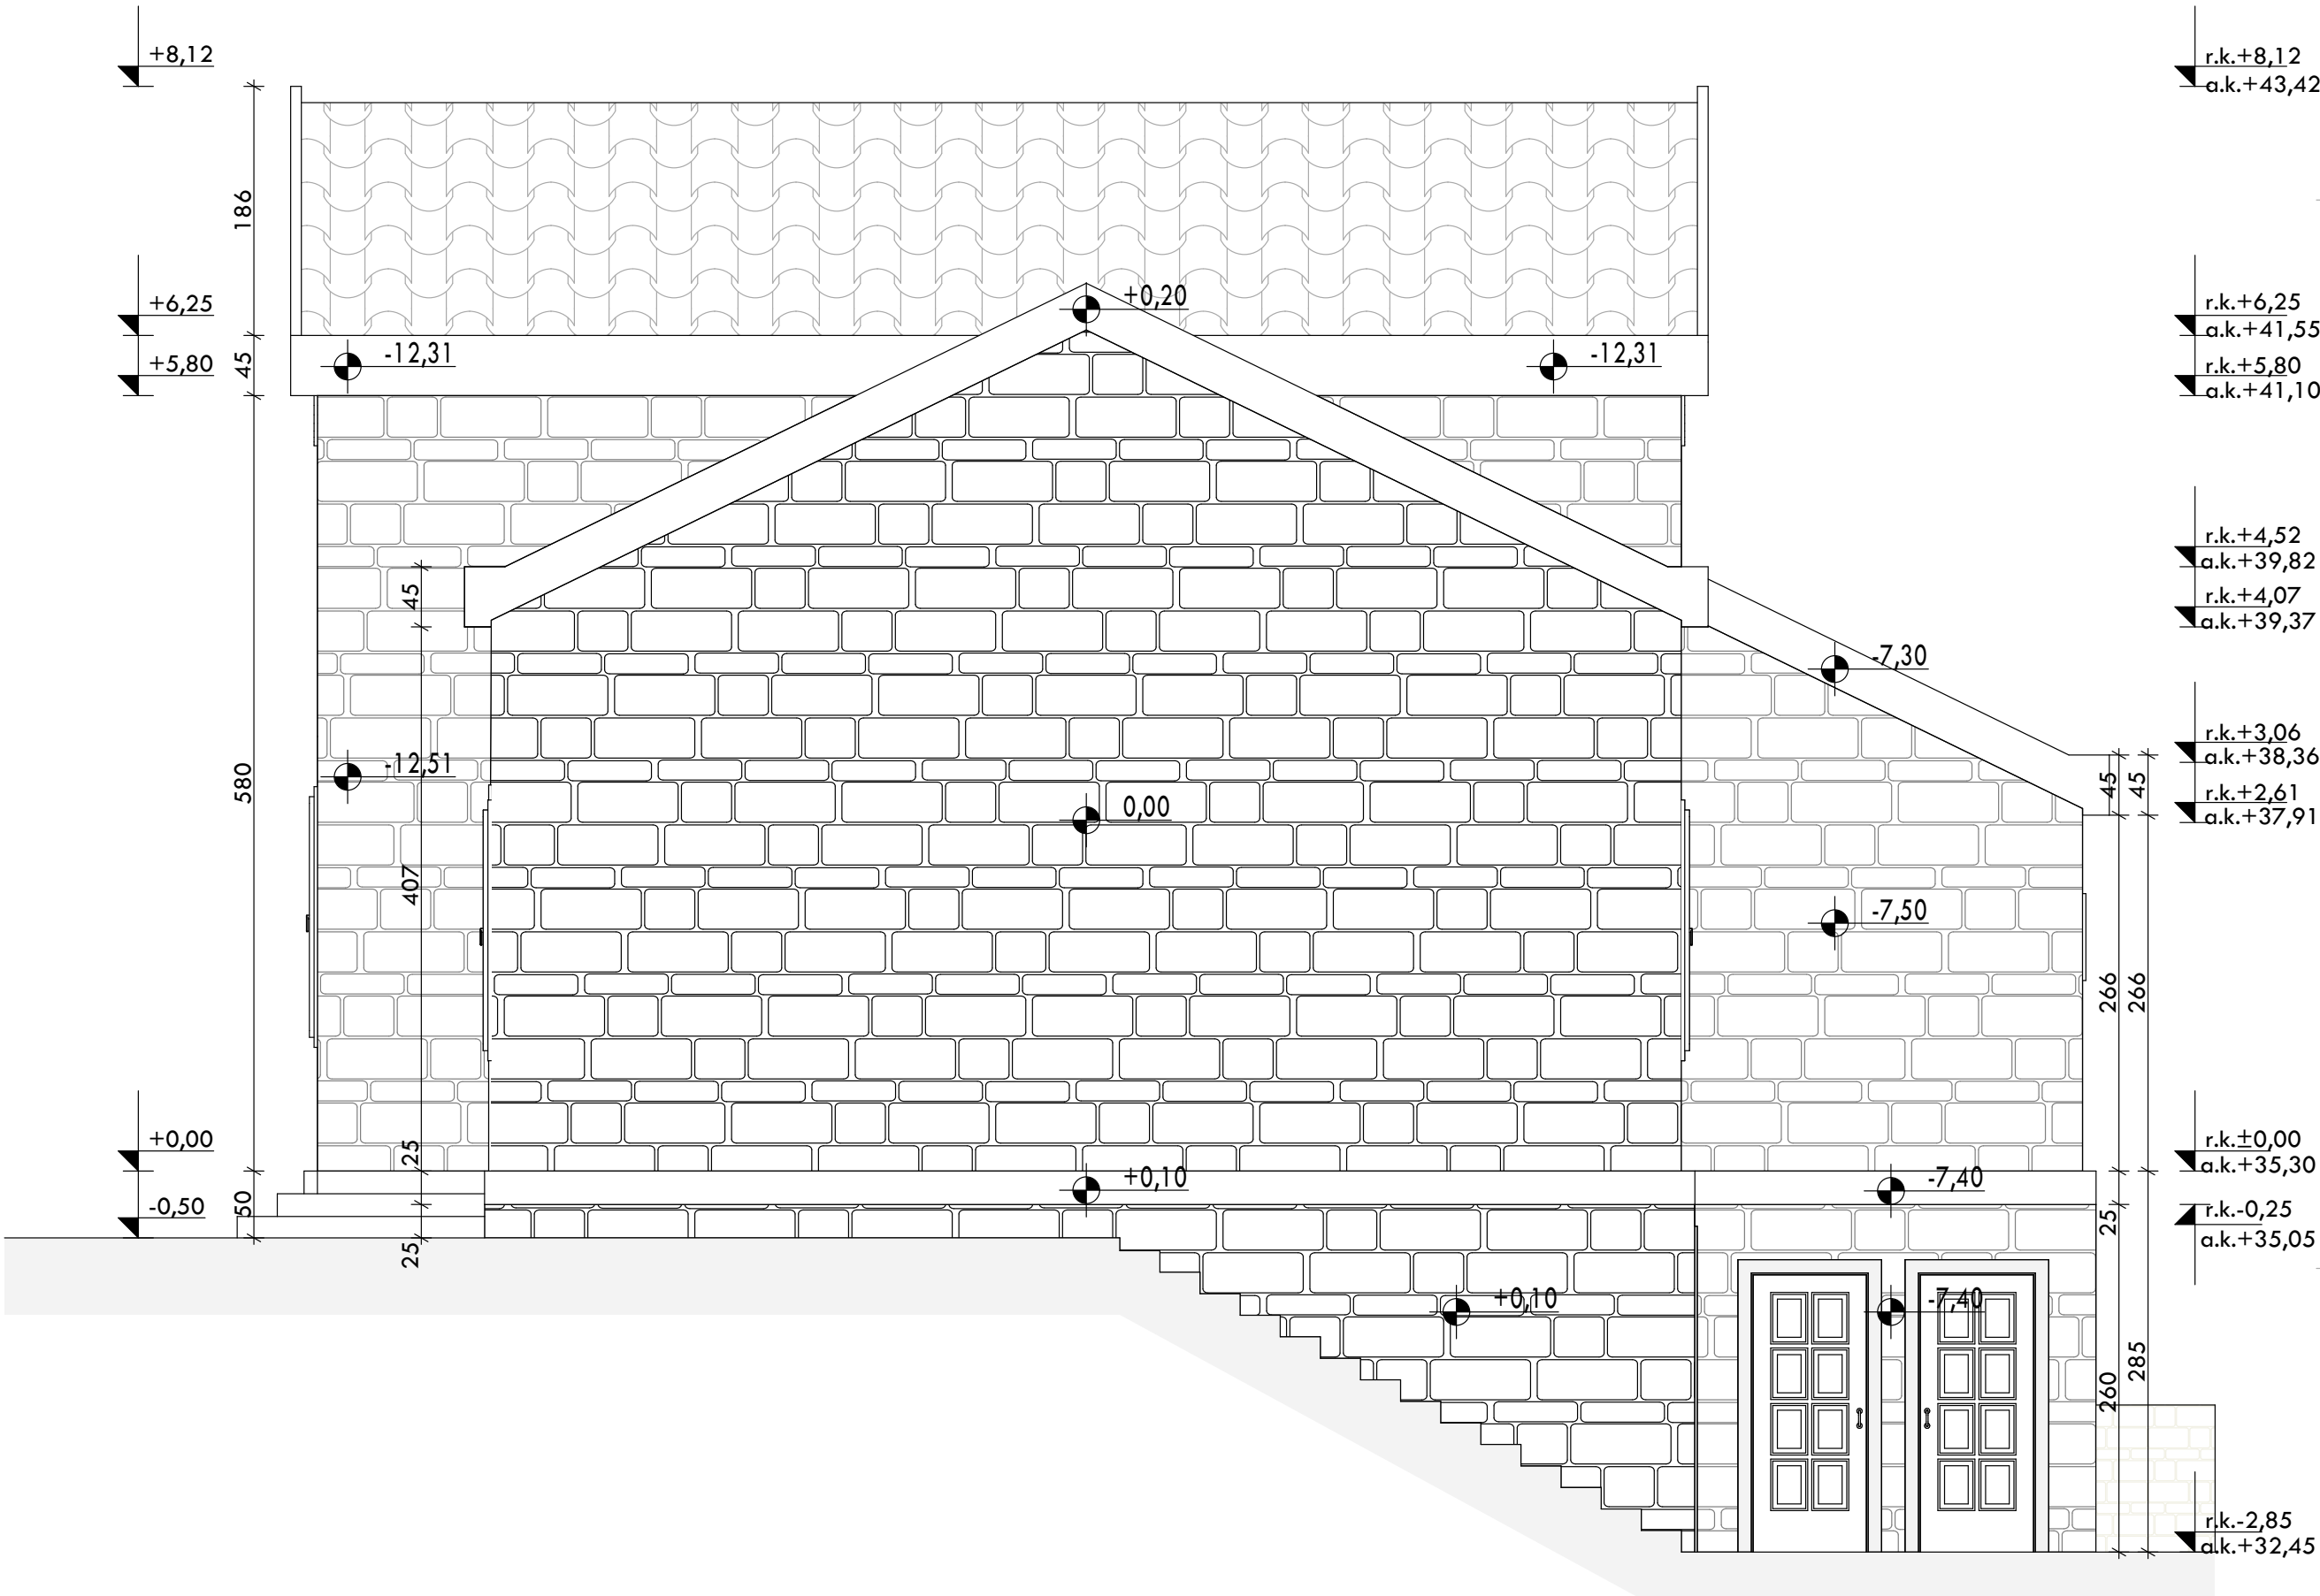 +8,12
r.k.+8,12
a.k.+43,42
186
+6,25
+0,20
r.k.+6,25
a.k.+41,55
45
-12,31
-12,31
+5,80
r.k.+5,80
a.k.+41,10
r.k.+4,52
a.k.+39,82
45
r.k.+4,07
a.k.+39,37
-7,30
r.k.+3,06
a.k.+38,36
580
-12,51
45
45
r.k.+2,61
a.k.+37,91
0,00
407
-7,50
266
266
+0,00
25
r.k.±0,00
a.k.+35,30
-0,50
50
+0,10
-7,40
25
r.k.-0,25
a.k.+35,05
25
+0,10
-7,40
260
285
r.k.-2,85
a.k.+32,45